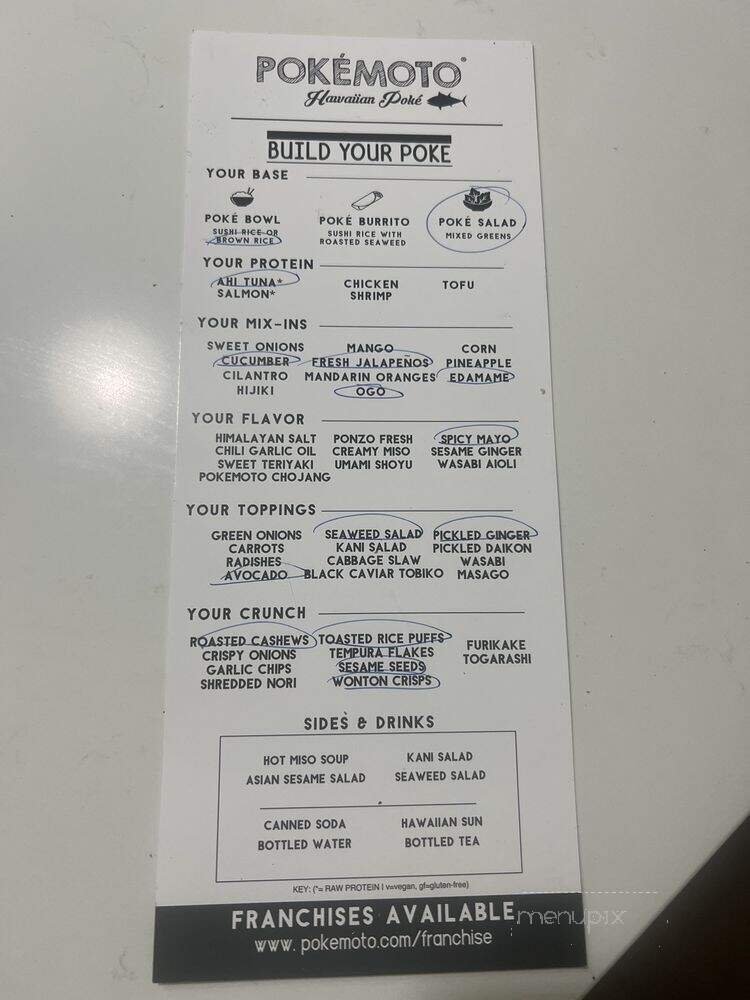 POKÉMOTO®
Hawaiian Poké
BUILD YOUR POKE
YOUR BASE
POKÉ BOWL POKÉ BURRITO POKÉ SALAD
SUSHI RICE OR BROWN RICE SUSHI RICE WITH ROASTED SEAWEED MIXED GREENS
YOUR PROTEIN
AHI TUNA* CHICKEN TOFU
SALMON* SHRIMP
YOUR MIX-INS
SWEET ONIONS MANGO CORN
CUCUMBER FRESH JALAPEÑOS PINEAPPLE
CILANTRO MANDARIN ORANGES EDAMAME
HIJIKI OGO
YOUR FLAVOR
HIMALAYAN SALT PONZO FRESH SPICY MAYO
CHILI GARLIC OIL CREAMY MISO SESAME GINGER
SWEET TERIYAKI UMAMI SHOYU WASABI AIOLI
POKEMOTO CHOJANG
YOUR TOPPINGS
GREEN ONIONS SEAWEED SALAD PICKLED GINGER
CARROTS KANI SALAD PICKLED DAIKON
RADISHES CABBAGE SLAW WASABI
AVOCADO BLACK CAVIAR TOBIKO MASAGO
YOUR CRUNCH
ROASTED CASHEWS TOASTED RICE PUFFS FURIKAKE
CRISPY ONIONS TEMPURA FLAKES TOGARASHI
GARLIC CHIPS SESAME SEEDS
SHREDDED NORI WONTON CRISPS
SIDES & DRINKS
HOT MISO SOUP KANI SALAD
ASIAN SESAME SALAD SEAWEED SALAD
CANNED SODA HAWAIIAN SUN
BOTTLED WATER BOTTLED TEA
KEY: (*= RAW PROTEIN I v=vegan, gf=gluten-free)
FRANCHISES AVAILABLE
www. pokemoto.com/franchise
menupix